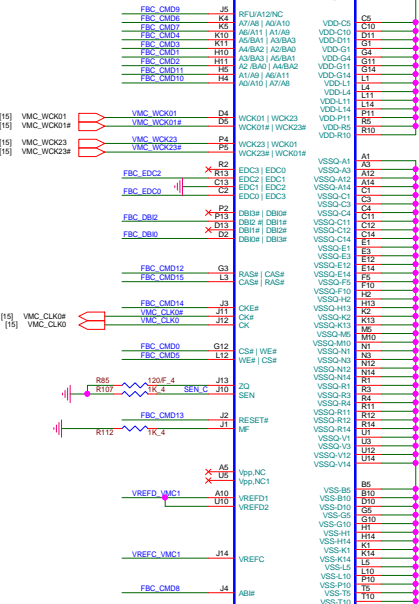 FBC_CMD9 J5 RFU/A12/NC
FBC_CMD6 K4 A7/A8 | A0/A10
FBC_CMD7 K5 A6/A11 | A1/A9
FBC_CMD4 K10 A5/BA1 | A3/BA3
FBC_CMD3 K11 A4/BA2 | A2/BA0
FBC_CMD1 H10 A3/BA3 | A5/BA1
FBC_CMD2 H11 A2 /BA0 | A4/BA2
FBC_CMD11 H5 A1/A9 | A6/A11
FBC_CMD10 H4 A0/A10 | A7/A8
[15] VMC_WCK01 VMC_WCK01 D4 WCK01 | WCK23
[15] VMC_WCK01# VMC_WCK01# D5 WCK01# | WCK23#
[15] VMC_WCK23 VMC_WCK23 P4 WCK23 | WCK01
[15] VMC_WCK23# VMC_WCK23# P5 WCK23# | WCK01#
R2 EDC3 | EDC0
FBC_EDC2 R13 EDC2 | EDC1
C13 EDC1 | EDC2
FBC_EDC0 C2 EDC0 | EDC3
P2 DBI3# | DBI0#
FBC_DBI2 P13 DBI2 # | DBI1#
D13 DBI1# | DBI2#
FBC_DBI0 D2 DBI0# | DBI3#
FBC_CMD12 G3 RAS# | CAS#
FBC_CMD15 L3 CAS# | RAS#
FBC_CMD14 J3 CKE#
[15] VMC_CLK0# VMC_CLK0# J11 CK#
[15] VMC_CLK0 VMC_CLK0 J12 CK
FBC_CMD0 G12 CS# | WE#
FBC_CMD5 L12 WE# | CS#
R85 120/F_4 J13 ZQ
R107 1K_4 SEN_C J10 SEN
FBC_CMD13 J2 RESET#
R112 1K_4 J1 MF
A5 Vpp,NC
U5 Vpp,NC1
VREFD_VMC1 A10 VREFD1
U10 VREFD2
VREFC_VMC1 J14 VREFC
FBC_CMD8 J4 ABI#
VDD-C5 C5
VDD-C10 C10
VDD-D11 D11
VDD-G1 G1
VDD-G4 G4
VDD-G11 G11
VDD-G14 G14
VDD-L1 L1
VDD-L4 L4
VDD-L11 L11
VDD-L14 L14
VDD-P11 P11
VDD-R5 R5
VDD-R10 R10
VSSQ-A1 A1
VSSQ-A3 A3
VSSQ-A12 A12
VSSQ-A14 A14
VSSQ-C1 C1
VSSQ-C3 C3
VSSQ-C4 C4
VSSQ-C11 C11
VSSQ-C12 C12
VSSQ-C14 C14
VSSQ-E1 E1
VSSQ-E3 E3
VSSQ-E12 E12
VSSQ-E14 E14
VSSQ-F5 F5
VSSQ-F10 F10
VSSQ-H2 H2
VSSQ-H13 H13
VSSQ-K2 K2
VSSQ-K13 K13
VSSQ-M5 M5
VSSQ-M10 M10
VSSQ-N1 N1
VSSQ-N3 N3
VSSQ-N12 N12
VSSQ-N14 N14
VSSQ-R1 R1
VSSQ-R3 R3
VSSQ-R4 R4
VSSQ-R11 R11
VSSQ-R12 R12
VSSQ-R14 R14
VSSQ-V1 U1
VSSQ-V3 U3
VSSQ-V12 U12
VSSQ-V14 U14
VSS-B5 B5
VSS-B10 B10
VSS-D10 D10
VSS-G5 G5
VSS-G10 G10
VSS-H1 H1
VSS-H14 H14
VSS-K1 K1
VSS-K14 K14
VSS-L5 L5
VSS-L10 L10
VSS-P10 P10
VSS-T5 T5
VSS-T10 T10